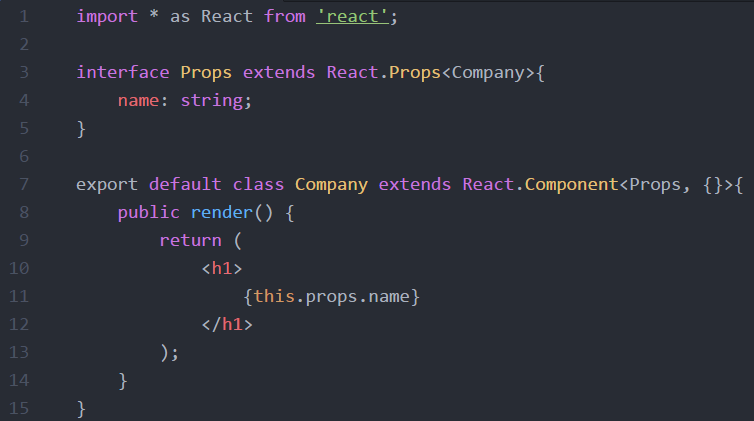 1 import * as React from 'react';
2
3 interface Props extends React.Props<Company>{
4     name: string;
5 }
6
7 export default class Company extends React.Component<Props, {}>{
8     public render() {
9         return (
10             <h1>
11                 {this.props.name}
12             </h1>
13         );
14     }
15 }